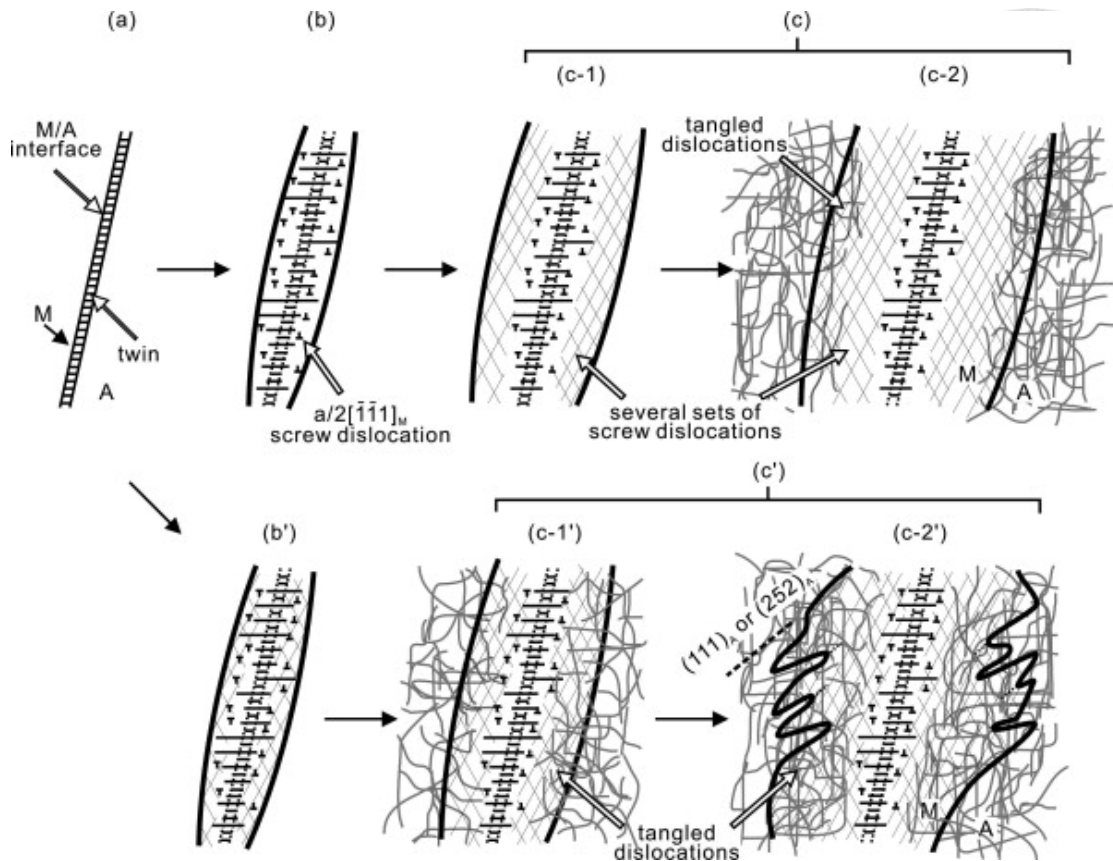 (a)
(b)
(c)
(c-1)
(c-2)
M/A
interface
tangled
dislocations
M
twin
A
M
A
a/2[1̅1̅1]M
screw dislocation
several sets of
screw dislocations
(c')
(b')
(c-1')
(c-2')
(111)A or (252)A
M
A
tangled
dislocations